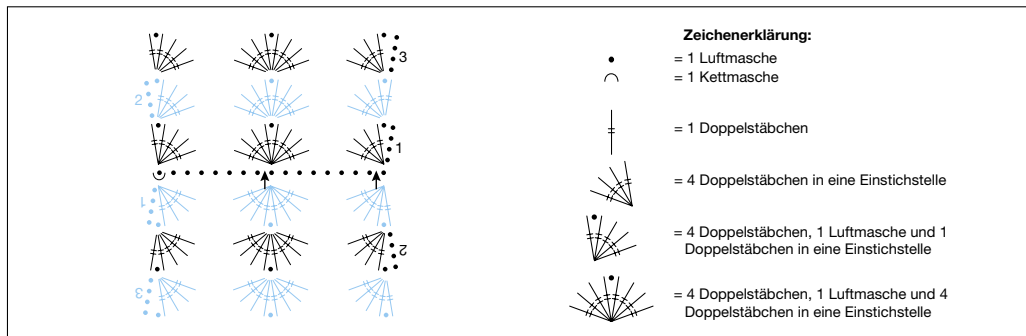 Zeichenerklärung:
= 1 Luftmasche
= 1 Kettmasche
= 1 Doppelstäbchen
= 4 Doppelstäbchen in eine Einstichstelle
= 4 Doppelstäbchen, 1 Luftmasche und 1
Doppelstäbchen in eine Einstichstelle
= 4 Doppelstäbchen, 1 Luftmasche und 4
Doppelstäbchen in eine Einstichstelle
3
2
1
1
2
3